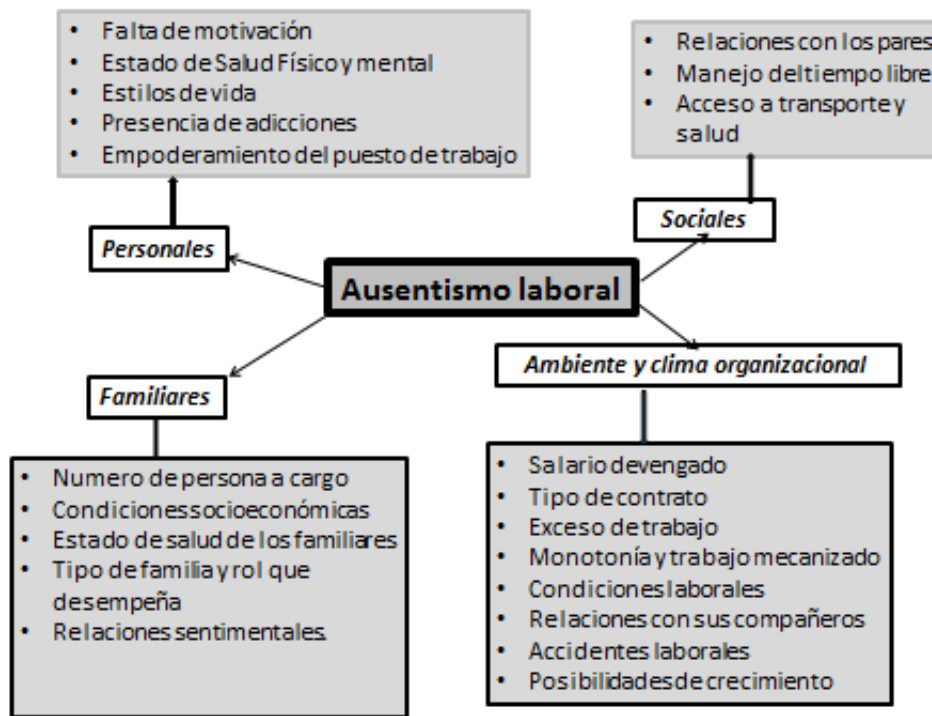 • Falta de motivación
• Estado de Salud Físico y mental
• Estilos de vida
• Presencia de adicciones
• Empoderamiento del puesto de trabajo
• Relaciones con los pares
• Manejo del tiempo libre
• Acceso a transporte y
salud
Personales
Sociales
Ausentismo laboral
Familiares
Ambiente y clima organizacional
• Numero de persona a cargo
• Condiciones socioeconómicas
• Estado de salud de los familiares
• Tipo de familia y rol que
desempeña
• Relaciones sentimentales.
• Salario devengado
• Tipo de contrato
• Exceso de trabajo
• Monotonía y trabajo mecanizado
• Condiciones laborales
• Relaciones con sus compañeros
• Accidentes laborales
• Posibilidades de crecimiento